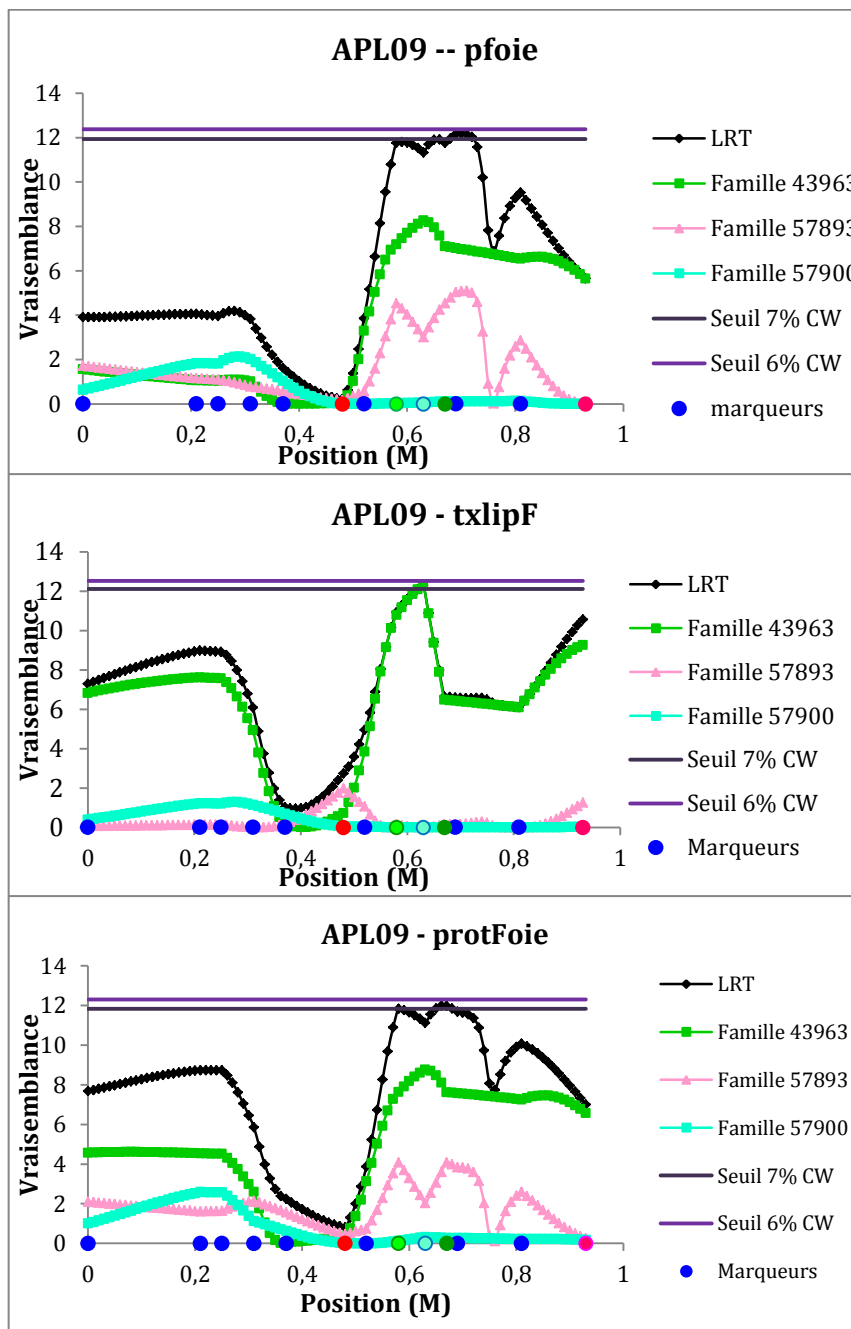 APL09 -- pfoie
14
12
10
8
6
4
2
0
Vraisemblance
0
0,2
0,4
0,6
0,8
1
Position (M)
LRT
Famille 43963
Famille 57893
Famille 57900
Seuil 7% CW
Seuil 6% CW
marqueurs
APL09 - txlipF
14
12
10
8
6
4
2
0
Vraisemblance
0
0,2
0,4
0,6
0,8
1
Position (M)
LRT
Famille 43963
Famille 57893
Famille 57900
Seuil 7% CW
Seuil 6% CW
Marqueurs
APL09 - protFoie
14
12
10
8
6
4
2
0
Vraisemblance
0
0,2
0,4
0,6
0,8
1
Position (M)
LRT
Famille 43963
Famille 57893
Famille 57900
Seuil 7% CW
Seuil 6% CW
Marqueurs